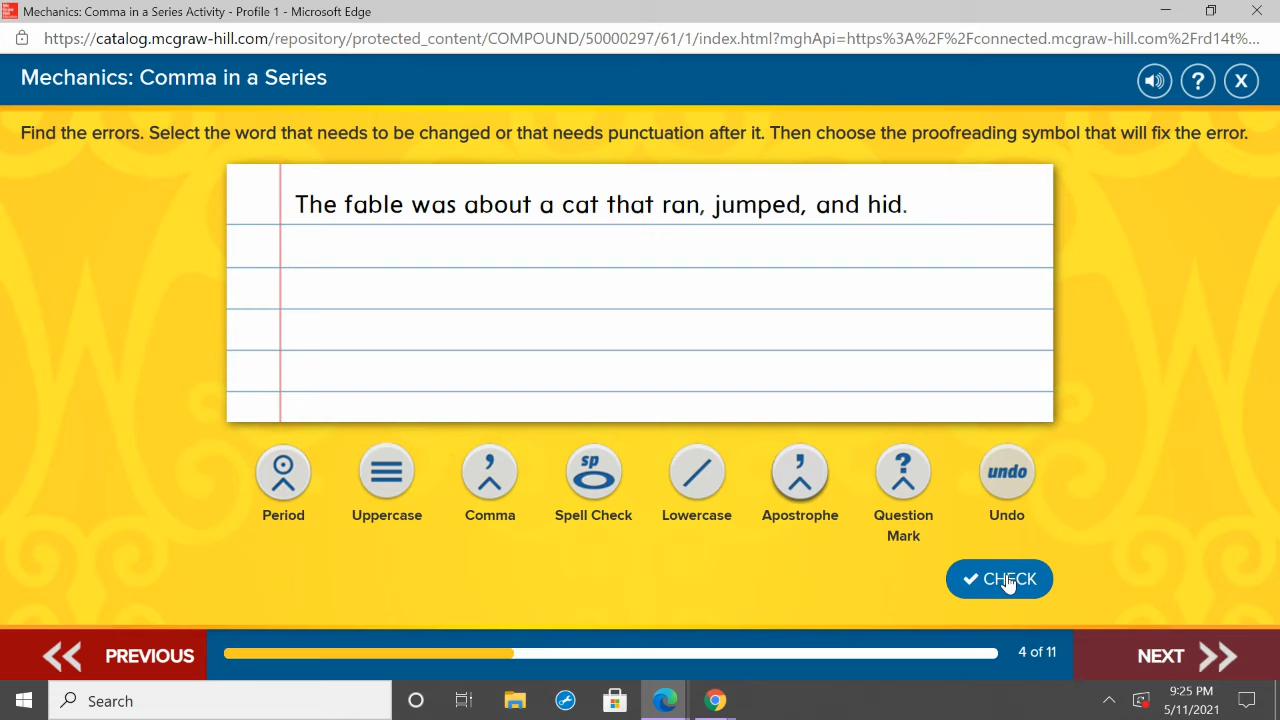 Mechanics: Comma in a Series Activity - Profile 1 - Microsoft Edge
https://catalog.mcgraw-hill.com/repository/protected_content/COMPOUND/50000297/61/1/index.html?mghApi=https%3A%2F%2Fconnected.mcgraw-hill.com%2Frd14t%...
Mechanics: Comma in a Series
? X
Find the errors. Select the word that needs to be changed or that needs punctuation after it. Then choose the proofreading symbol that will fix the error.
The fable was about a cat that ran, jumped, and hid.
sp ? undo
Period Uppercase Comma Spell Check Lowercase Apostrophe Question Mark Undo
CHECK
PREVIOUS 4 of 11 NEXT
Search
9:25 PM
5/11/2021